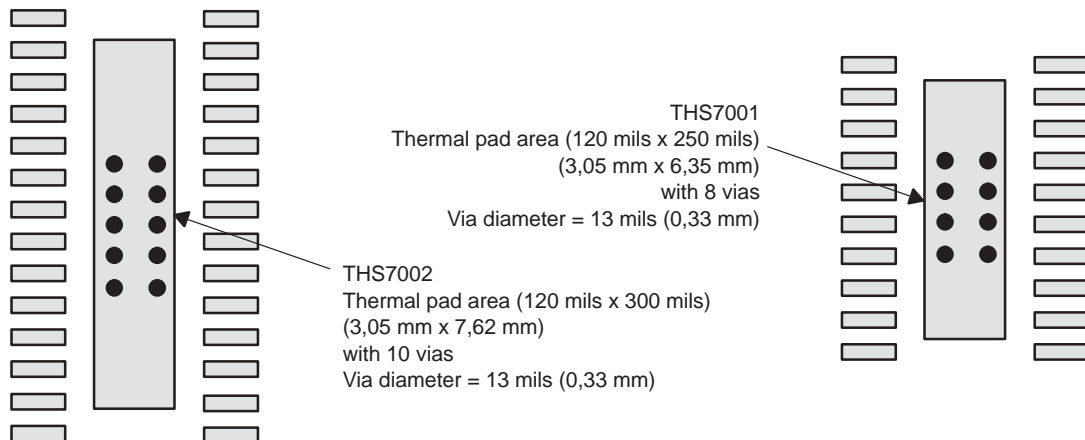 THS7001
Thermal pad area (120 mils x 250 mils)
(3,05 mm x 6,35 mm)
with 8 vias
Via diameter = 13 mils (0,33 mm)
THS7002
Thermal pad area (120 mils x 300 mils)
(3,05 mm x 7,62 mm)
with 10 vias
Via diameter = 13 mils (0,33 mm)